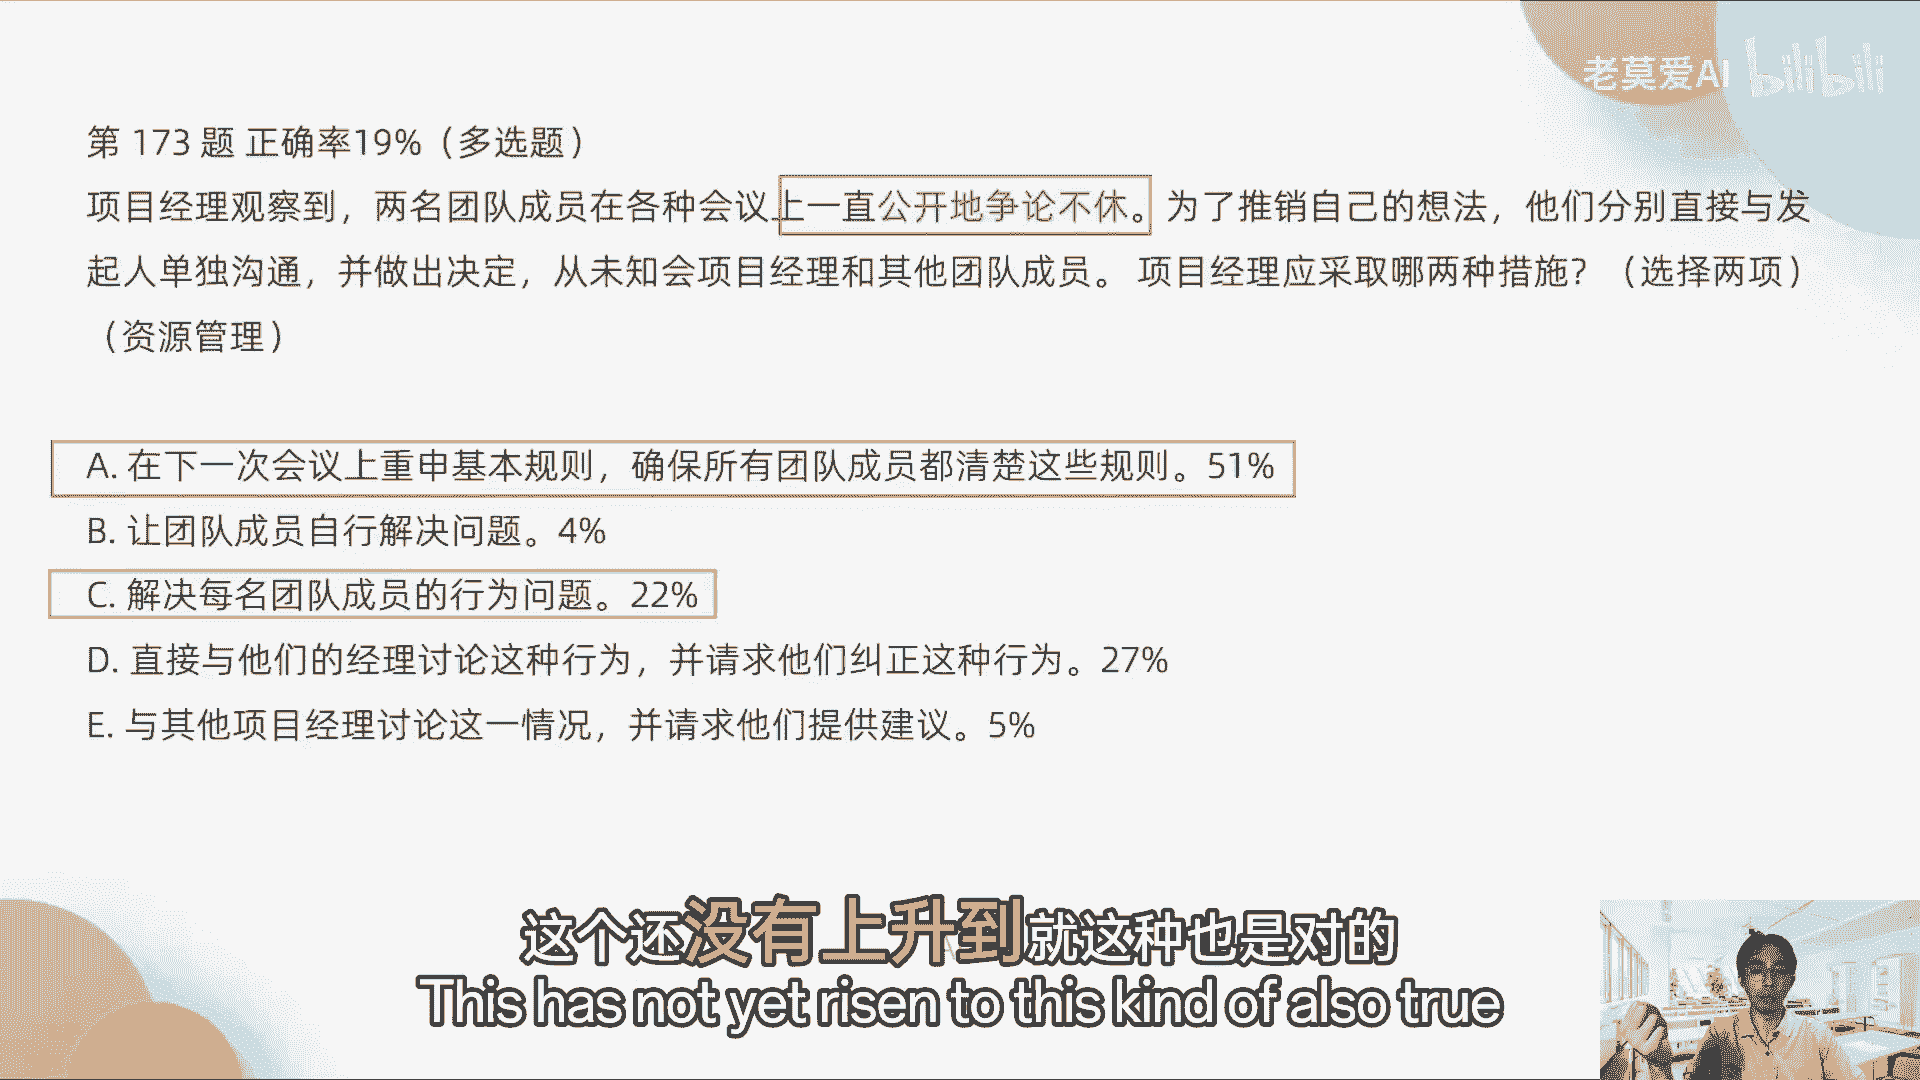 老莫爱AI bilibili
第 173 题 正确率19%（多选题）
项目经理观察到，两名团队成员在各种会议上一直公开地争论不休。为了推销自己的想法，他们分别直接与发
起人单独沟通，并做出决定，从未知会项目经理和其他团队成员。 项目经理应采取哪两种措施？（选择两项）
（资源管理）
A. 在下一次会议上重申基本规则，确保所有团队成员都清楚这些规则。51%
B. 让团队成员自行解决问题。4%
C. 解决每名团队成员的行为问题。22%
D. 直接与他们的经理讨论这种行为，并请求他们纠正这种行为。27%
E. 与其他项目经理讨论这一情况，并请求他们提供建议。5%
这个还没有上升到就这种也是对的
This has not yet risen to this kind of also true